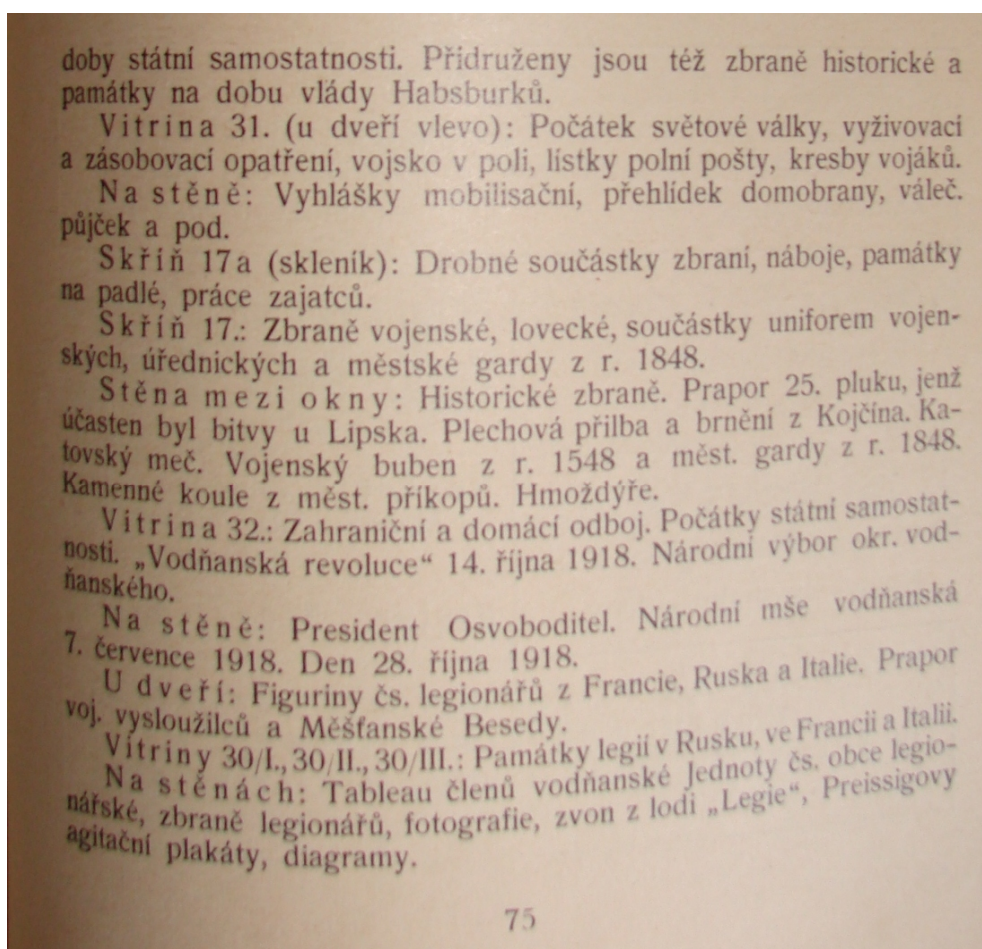 doby státní samostatnosti. Přidruženy jsou též zbraně historické a
památky na dobu vlády Habsburků.
Vitrina 31. (u dveří vlevo): Počátek světové války, vyživovací
a zásobovací opatření, vojsko v poli, lístky polní pošty, kresby vojáků.
Na stěně: Vyhlášky mobilisační, přehlídek domobrany, váleč.
půjček a pod.
Skříň 17a (skleník): Drobné součástky zbraní, náboje, památky
na padlé, práce zajatců.
Skříň 17.: Zbraně vojenské, lovecké, součástky uniforem vojen-
ských, úřednických a městské gardy z r. 1848.
Stěna mezi okny: Historické zbraně. Prapor 25. pluku, jenž
účasten byl bitvy u Lipska. Plechová přilba a brnění z Kojčína. Ka-
tovský meč. Vojenský buben z r. 1548 a měst. gardy z r. 1848.
Kamenné koule z měst. příkopů. Hmoždýře.
Vitrina 32.: Zahraniční a domácí odboj. Počátky státní samostat-
nosti. „Vodňanská revoluce“ 14. října 1918. Národní výbor okr. vod-
ňanského.
Na stěně: President Osvoboditel. Národní mše vodňanská
7. července 1918. Den 28. října 1918.
U dveří: Figuriny čs. legionářů z Francie, Ruska a Italie. Prapor
voj. vysloužilců a Měšťanské Besedy.
Vitriny 30/I., 30/II., 30/III.: Památky legií v Rusku, ve Francii a Italii.
Na stěnách: Tableau členů vodňanské Jednoty čs. obce legio-
nářské, zbraně legionářů, fotografie, zvon z lodi „Legie“, Preissigovy
agitační plakáty, diagramy.
75